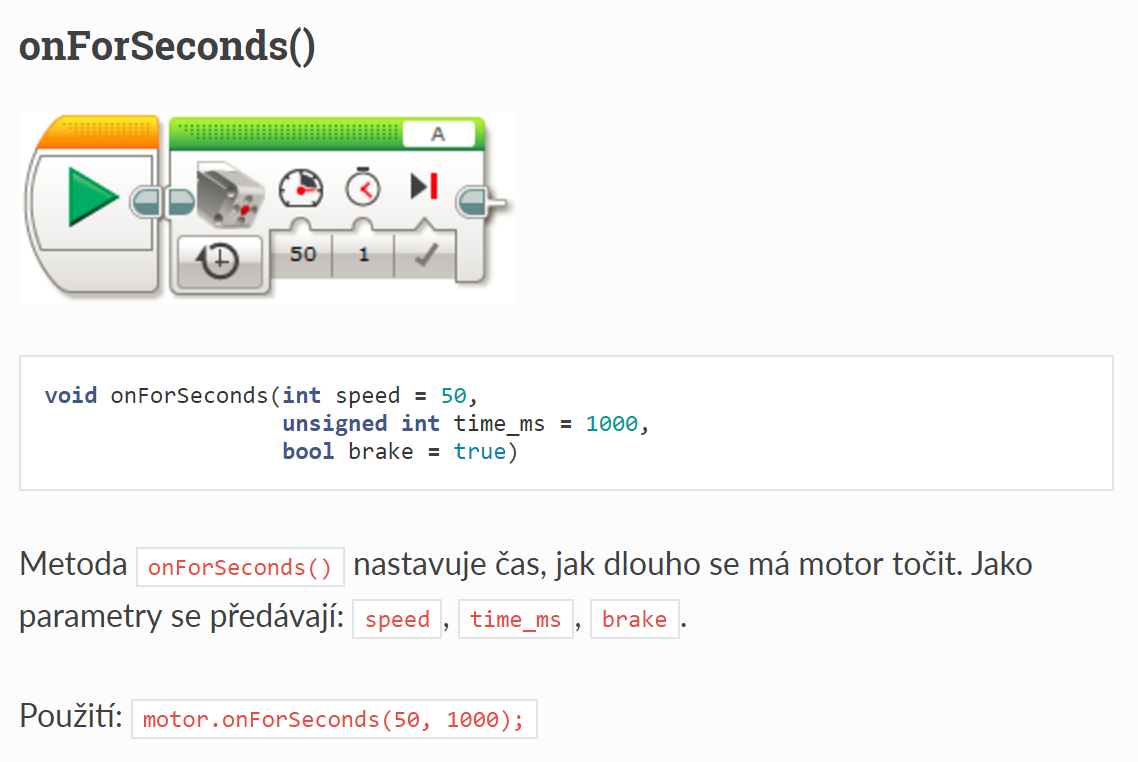 onForSeconds()
A
50 1
void onForSeconds(int speed = 50,
unsigned int time_ms = 1000,
bool brake = true)
Metoda onForSeconds() nastavuje čas, jak dlouho se má motor točit. Jako
parametry se předávají: speed, time_ms, brake.
Použití: motor.onForSeconds(50, 1000);